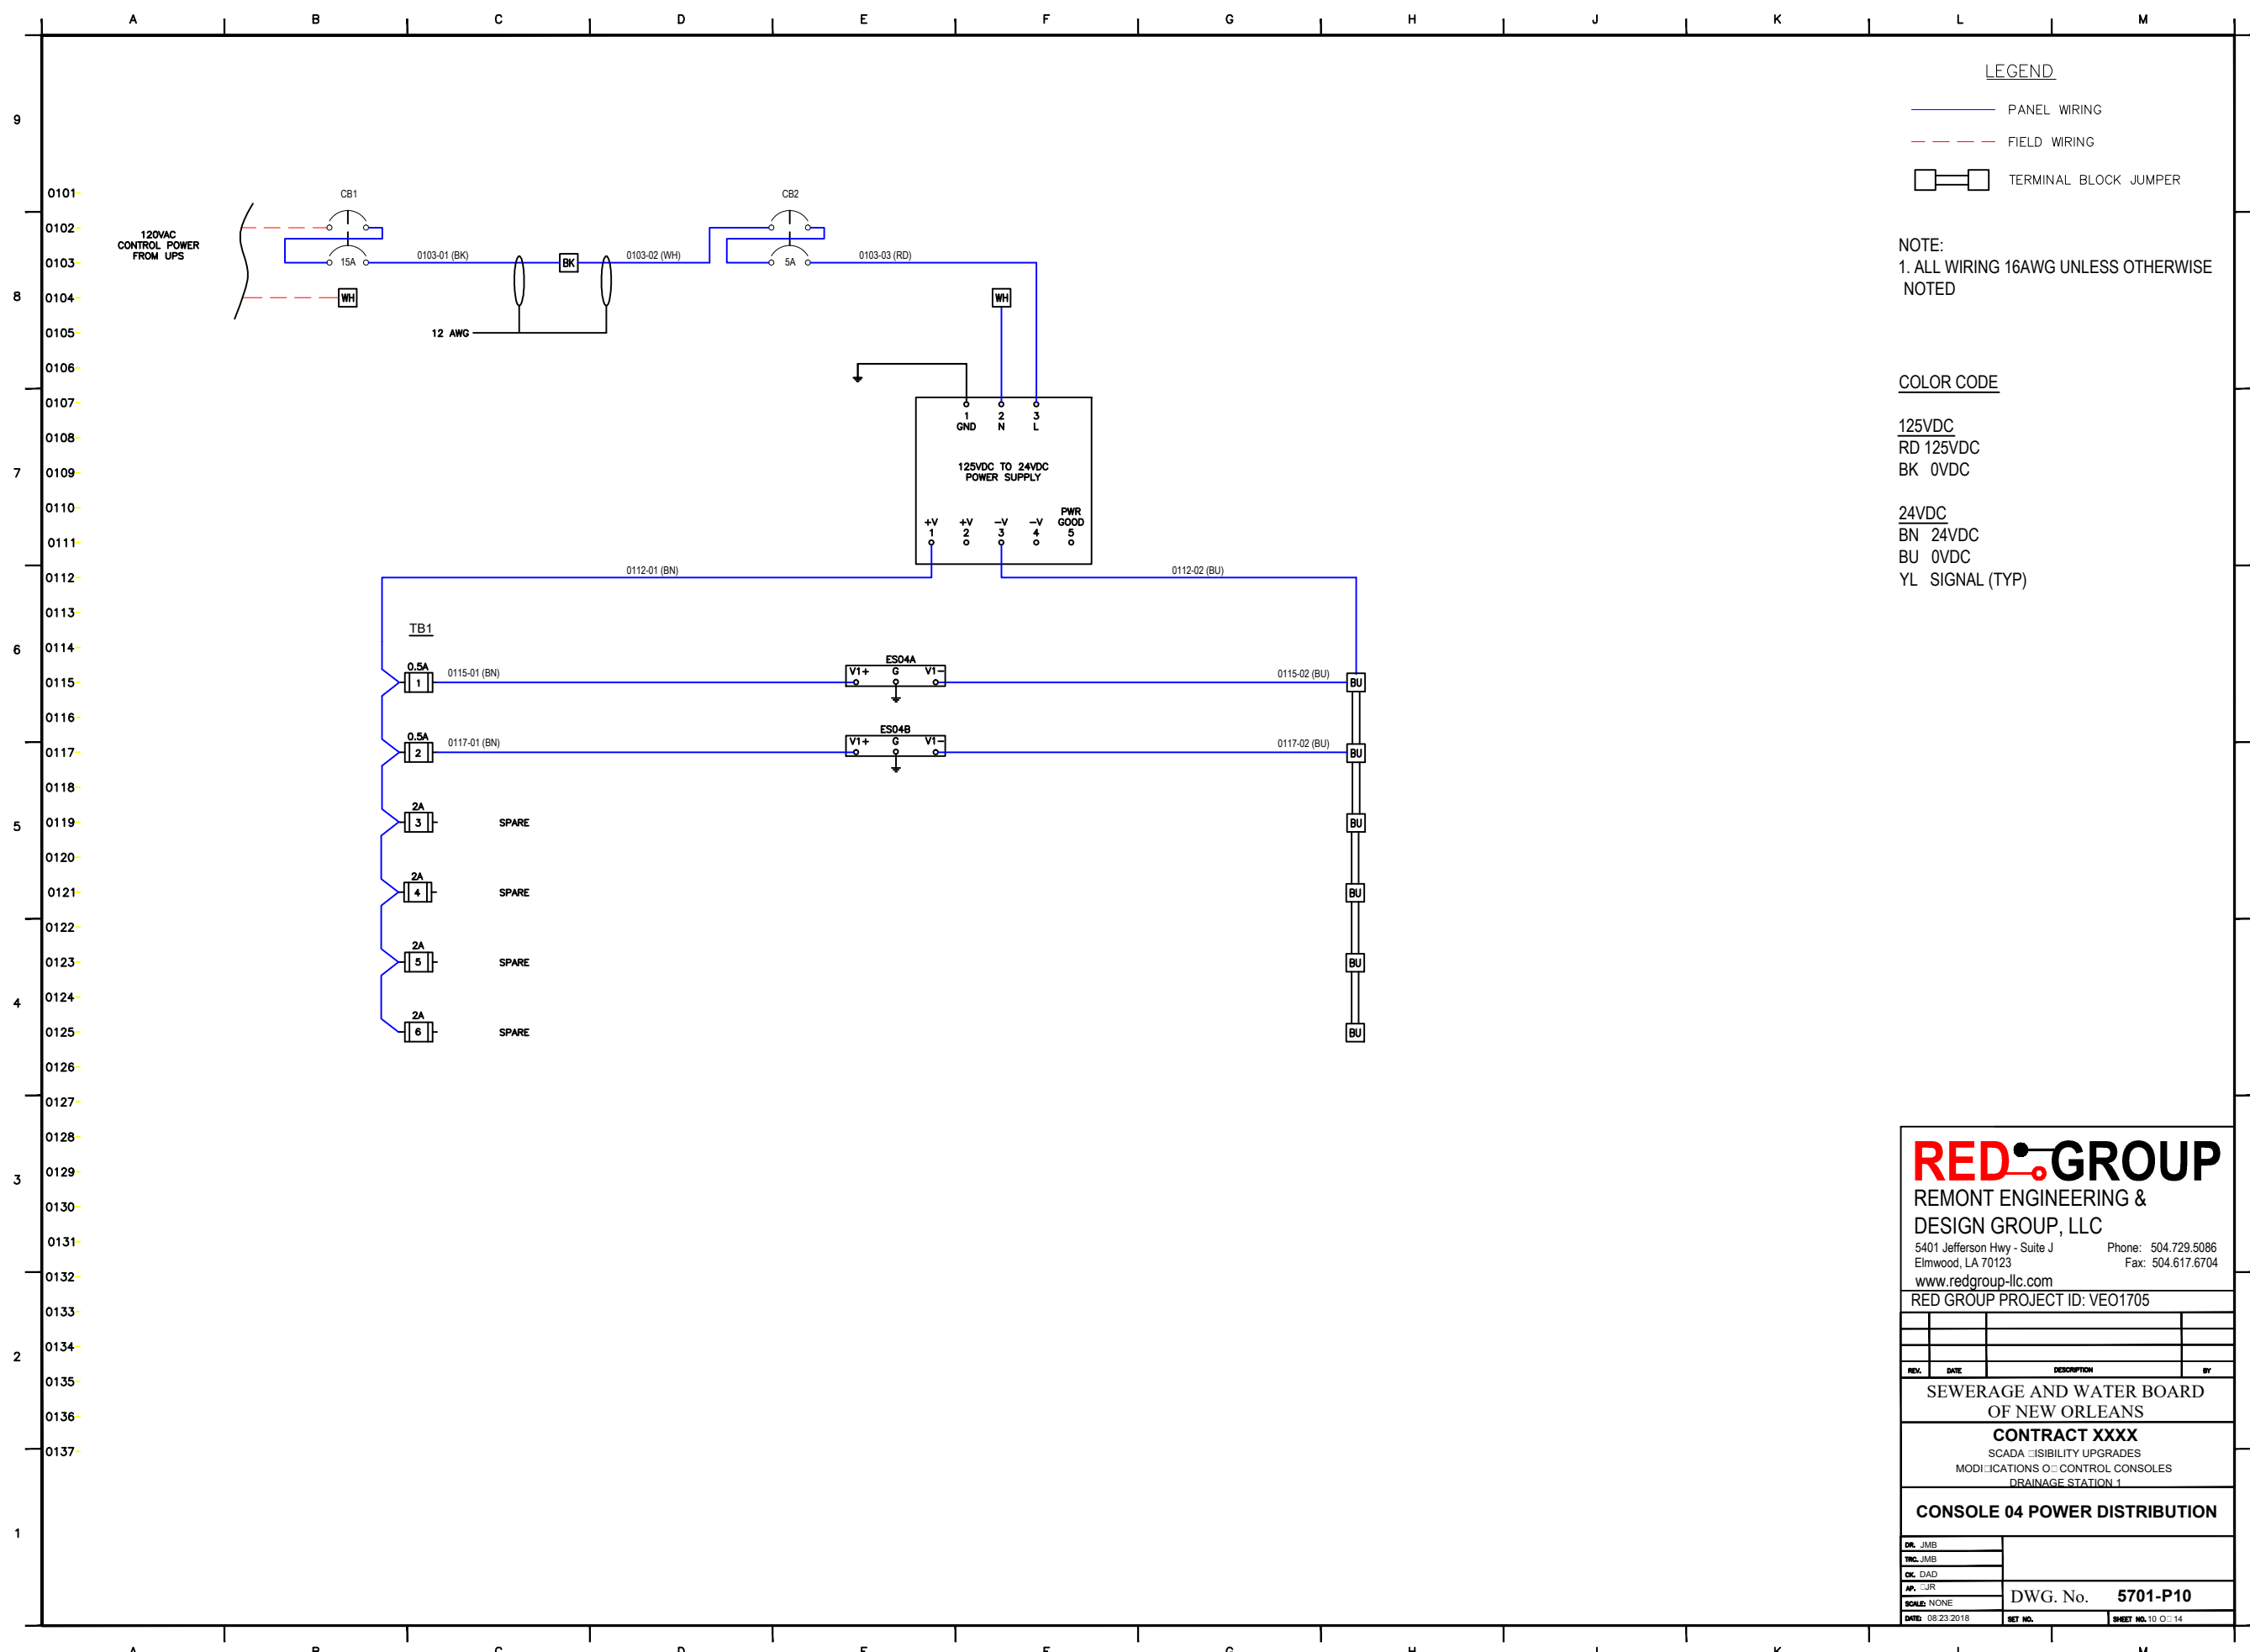 A B C D E F G H J K L M
9
8
7
6
5
4
3
2
1
0101
0102
0103
0104
0105
0106
0107
0108
0109
0110
0111
0112
0113
0114
0115
0116
0117
0118
0119
0120
0121
0122
0123
0124
0125
0126
0127
0128
0129
0130
0131
0132
0133
0134
0135
0136
0137
120VAC
CONTROL POWER
FROM UPS
CB1
15A
WH
0103-01 (BK)
BK
0103-02 (WH)
12 AWG
CB2
5A
0103-03 (RD)
WH
1 2 3
GND N L
125VDC TO 24VDC
POWER SUPPLY
PWR
+V +V -V -V GOOD
1 2 3 4 5
0112-01 (BN)
0112-02 (BU)
TB1
0.5A
1
0115-01 (BN)
ES04A
V1+ G V1-
0115-02 (BU)
BU
0.5A
2
0117-01 (BN)
ES04B
V1+ G V1-
0117-02 (BU)
BU
2A
3
SPARE
BU
2A
4
SPARE
BU
2A
5
SPARE
BU
2A
6
SPARE
BU
LEGEND
PANEL WIRING
FIELD WIRING
TERMINAL BLOCK JUMPER
NOTE:
1. ALL WIRING 16AWG UNLESS OTHERWISE
NOTED
COLOR CODE
125VDC
RD 125VDC
BK 0VDC
24VDC
BN 24VDC
BU 0VDC
YL SIGNAL (TYP)
RED GROUP
REMONT ENGINEERING &
DESIGN GROUP, LLC
5401 Jefferson Hwy - Suite J Phone: 504.729.5086
Elmwood, LA 70123 Fax: 504.617.6704
www.redgroup-llc.com
RED GROUP PROJECT ID: VEO1705
REV. DATE DESCRIPTION BY
SEWERAGE AND WATER BOARD
OF NEW ORLEANS
CONTRACT XXXX
SCADA □ISIBILITY UPGRADES
MODI□ICATIONS O□ CONTROL CONSOLES
DRAINAGE STATION 1
CONSOLE 04 POWER DISTRIBUTION
DR. JMB
TRC. JMB
CK. DAD
AP. □JR
SCALE: NONE
DWG. No. 5701-P10
DATE: 08.23.2018 SET NO. SHEET NO. 10 O□ 14
A B C D E F G H J K L M